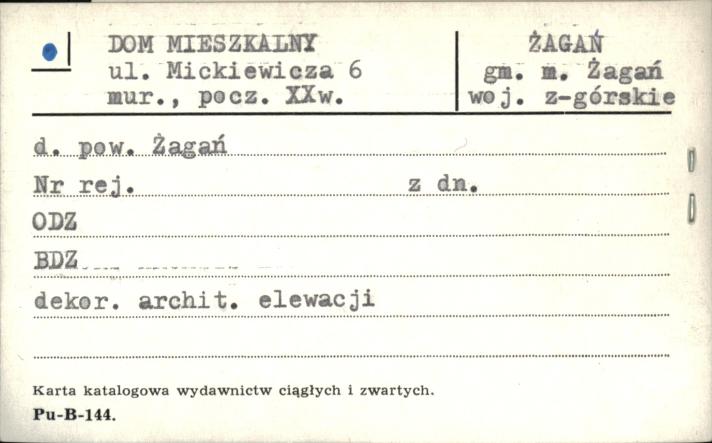 DOM MIESZKALNY
ul. Mickiewicza 6
mur., pocz. XXw.
ŻAGAŃ
gm. m. Żagań
woj. z-górskie
d. pow. Żagań
Nr rej. z dn.
ODZ
BDZ
dekor. archit. elewacji
Karta katalogowa wydawnictw ciągłych i zwartych.
Pu-B-144.